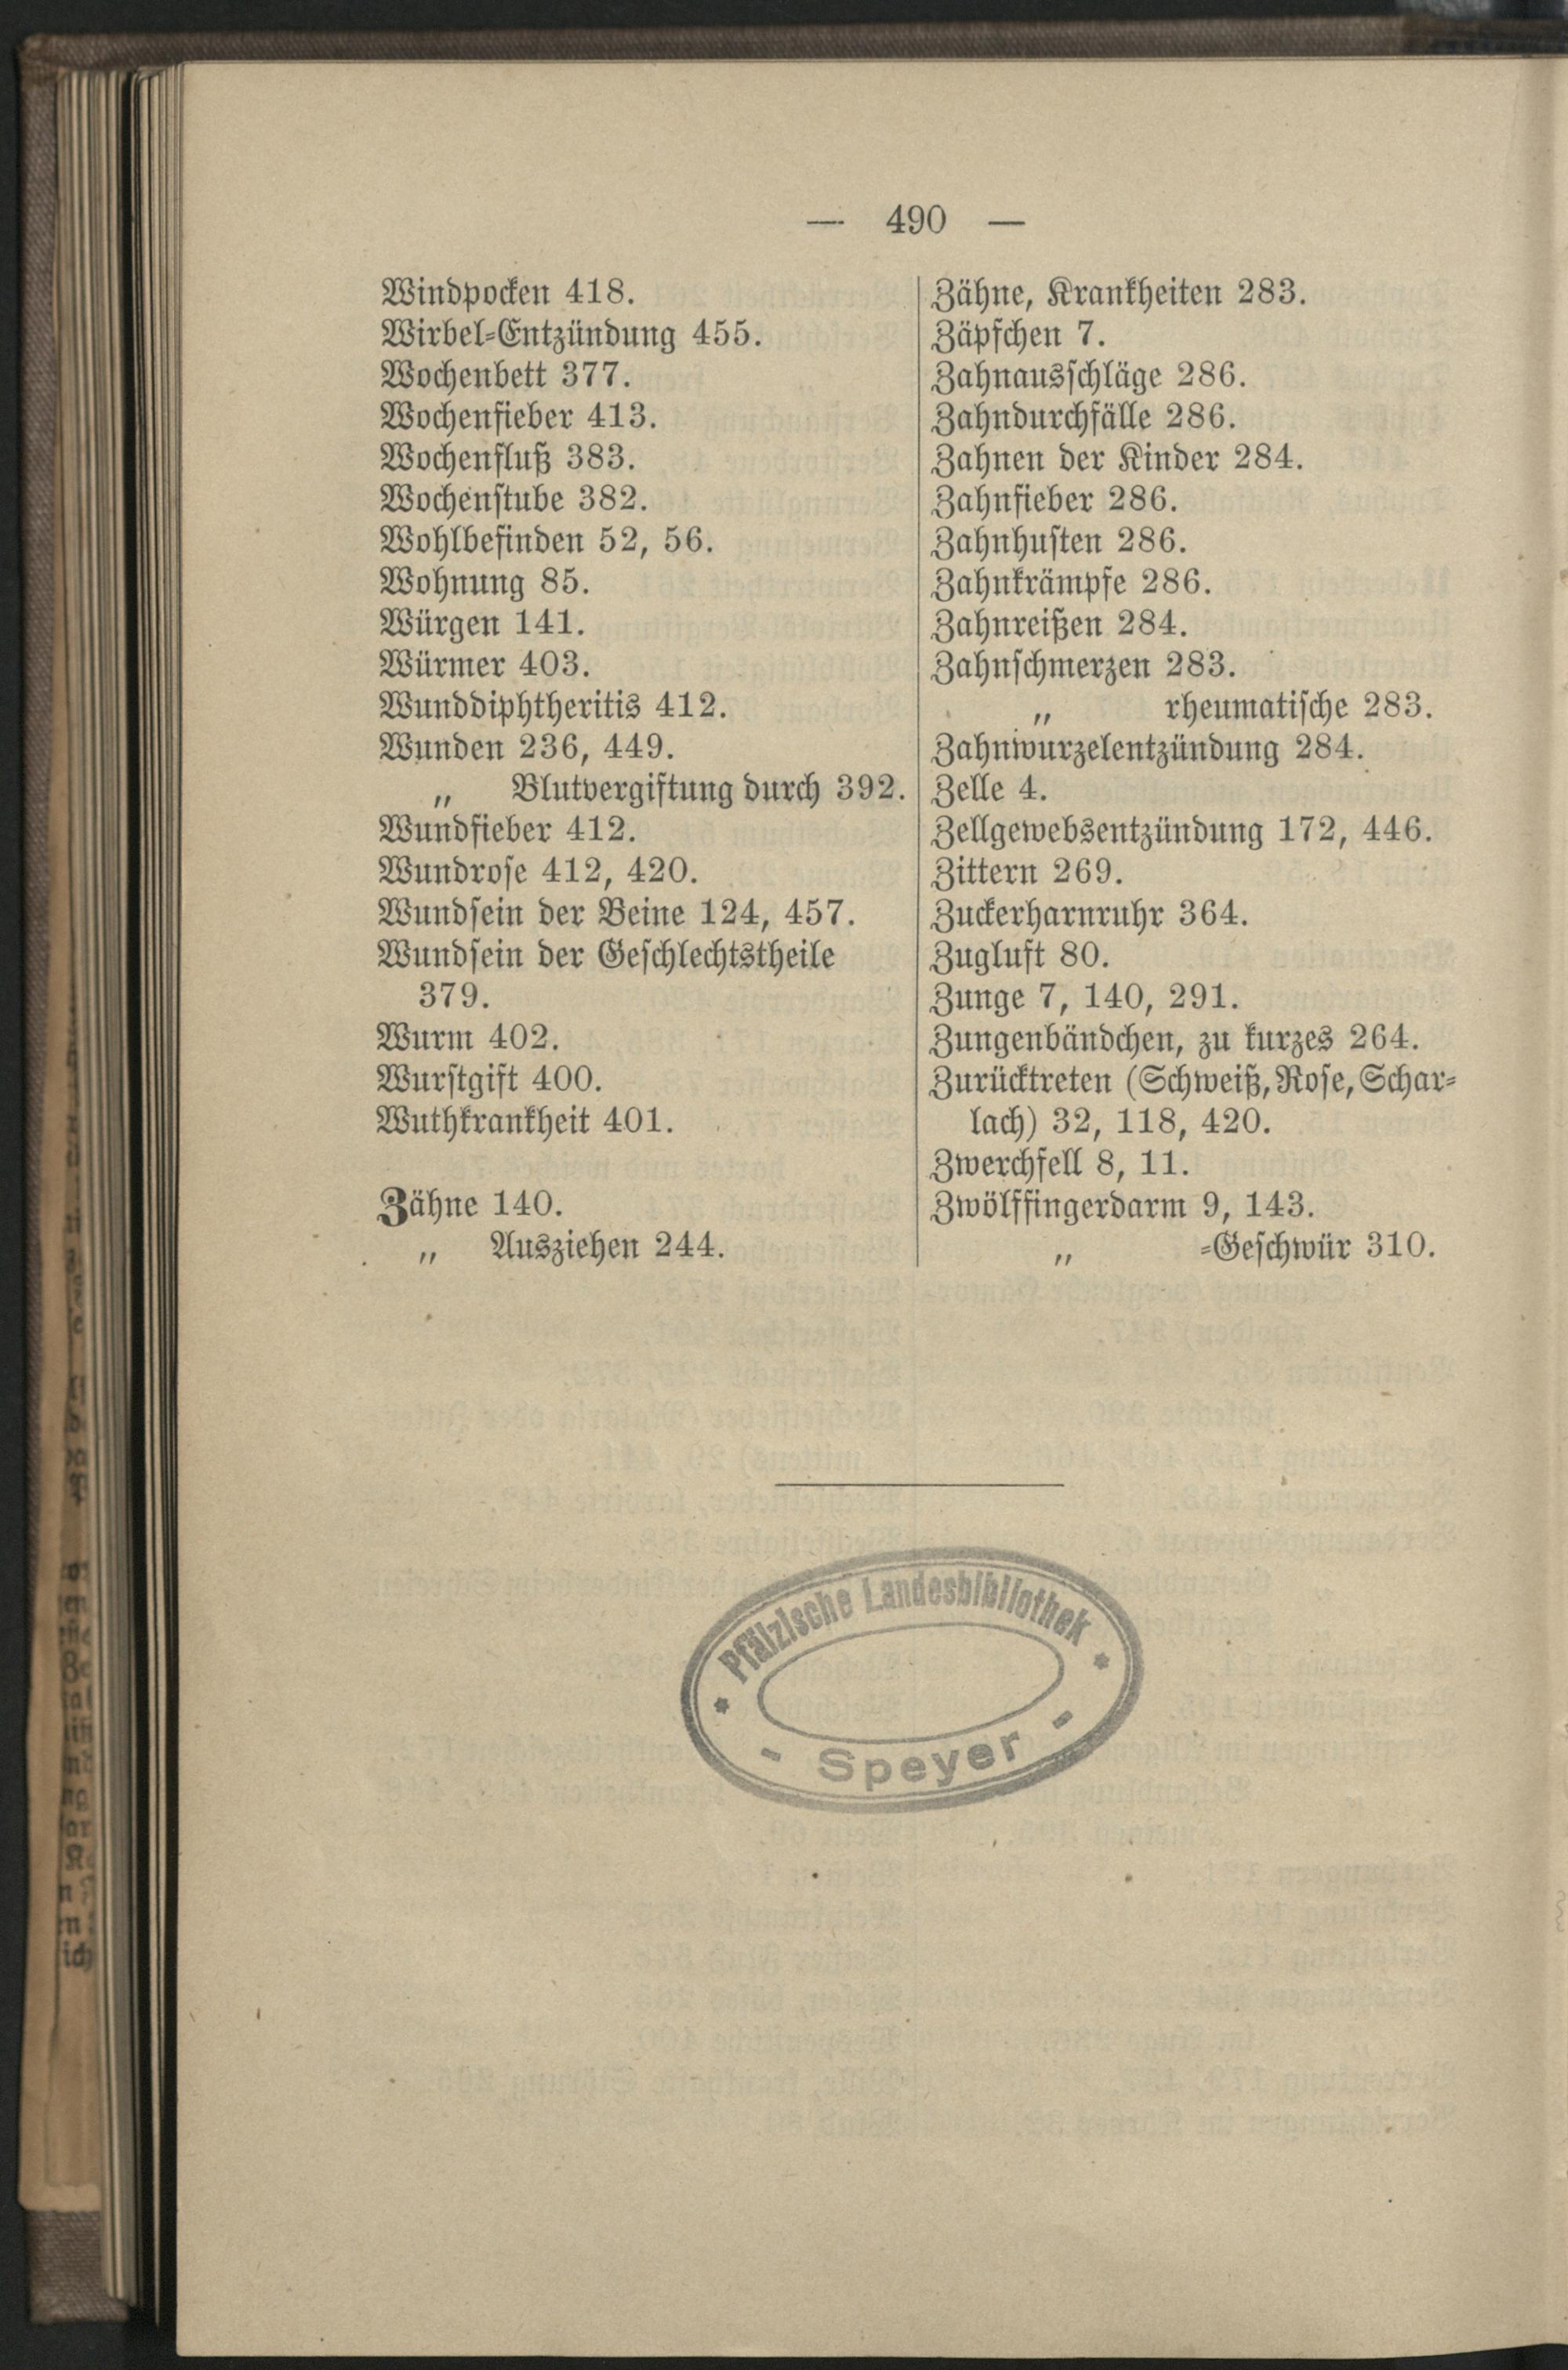 — 490 —
Windpocken 418.
Wirbel-Entzündung 455.
Wochenbett 377.
Wochenfieber 413.
Wochenfluß 383.
Wochenstube 382.
Wohlbefinden 52, 56.
Wohnung 85.
Würgen 141.
Würmer 403.
Wunddiphtheritis 412.
Wunden 236, 449.
„ Blutvergiftung durch 392.
Wundfieber 412.
Wundrose 412, 420.
Wundsein der Beine 124, 457.
Wundsein der Geschlechtstheile
379.
Wurm 402.
Wurstgift 400.
Wuthkrankheit 401.
Zähne 140.
„ Ausziehen 244.
Zähne, Krankheiten 283.
Zäpfchen 7.
Zahnausschläge 286.
Zahndurchfälle 286.
Zahnen der Kinder 284.
Zahnfieber 286.
Zahnhusten 286.
Zahnkrämpfe 286.
Zahnreißen 284.
Zahnschmerzen 283.
„ rheumatische 283.
Zahnwurzelentzündung 284.
Zelle 4.
Zellgewebsentzündung 172, 446.
Zittern 269.
Zuckerharnruhr 364.
Zugluft 80.
Zunge 7, 140, 291.
Zungenbändchen, zu kurzes 264.
Zurücktreten (Schweiß, Rose, Schar-
lach) 32, 118, 420.
Zwerchfell 8, 11.
Zwölffingerdarm 9, 143.
„ -Geschwür 310.
* Pfälzische Landesbibliothek *
- Speyer -